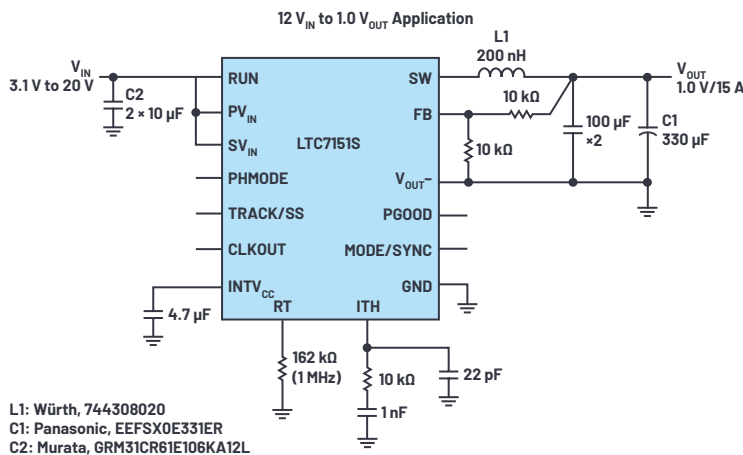 12 VIN to 1.0 VOUT Application
L1
200 nH
VIN
3.1 V to 20 V
C2
2 × 10 µF
RUN
PVIN
SVIN
PHMODE
TRACK/SS
CLKOUT
INTVCC
RT
ITH
LTC7151S
SW
FB
VOUT–
PGOOD
MODE/SYNC
GND
10 kΩ
10 kΩ
100 µF
×2
C1
330 µF
VOUT
1.0 V/15 A
4.7 µF
162 kΩ
(1 MHz)
10 kΩ
1 nF
22 pF
L1: Würth, 744308020
C1: Panasonic, EEFSX0E331ER
C2: Murata, GRM31CR61E106KA12L